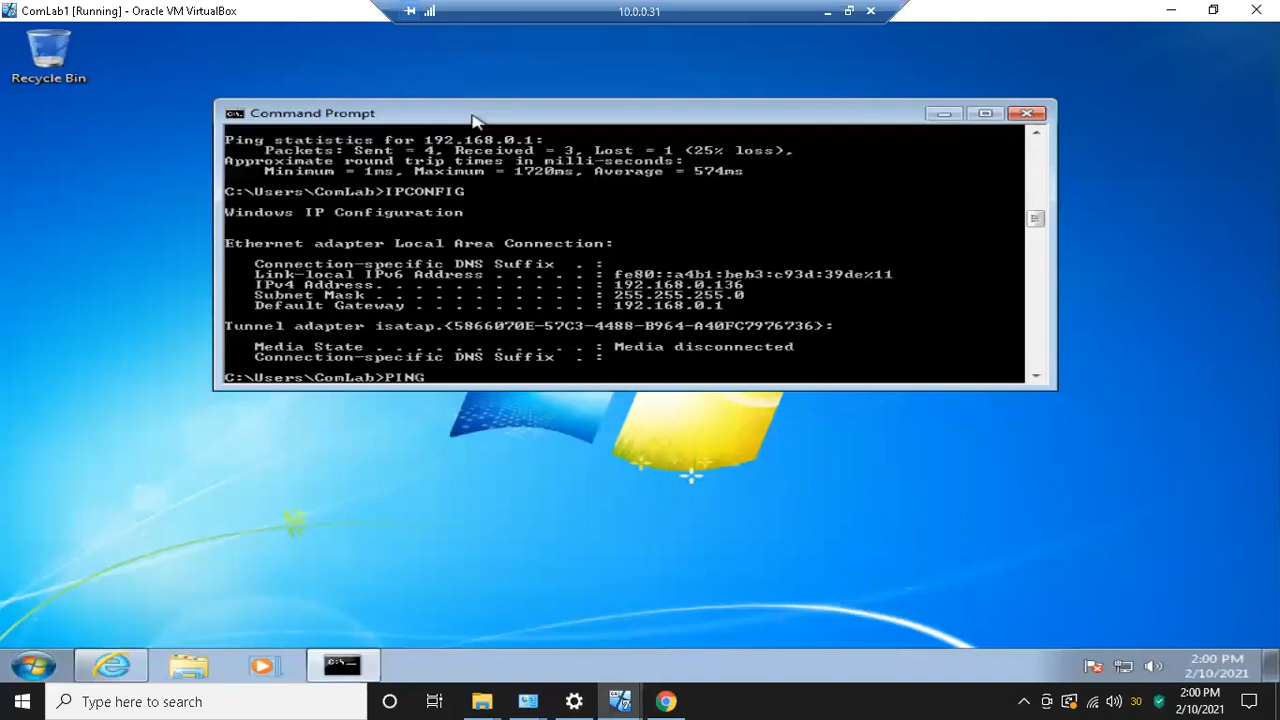 ComLab1 [Running] - Oracle VM VirtualBox
10.0.0.31
Recycle Bin
Command Prompt
Ping statistics for 192.168.0.1:
Packets: Sent = 4, Received = 3, Lost = 1 (25% loss),
Approximate round trip times in milli-seconds:
Minimum = 1ms, Maximum = 1720ms, Average = 574ms
C:\Users\ComLab>IPCONFIG
Windows IP Configuration
Ethernet adapter Local Area Connection:
Connection-specific DNS Suffix . :
Link-local IPv6 Address . . . . . : fe80::a4b1:beb3:c93d:39de%11
IPv4 Address. . . . . . . . . . . : 192.168.0.136
Subnet Mask . . . . . . . . . . . : 255.255.255.0
Default Gateway . . . . . . . . . : 192.168.0.1
Tunnel adapter isatap.{5866070E-57C3-4488-B964-A40FC7976736}:
Media State . . . . . . . . . . . : Media disconnected
Connection-specific DNS Suffix . :
C:\Users\ComLab>PING
C:\
2:00 PM
2/10/2021
Type here to search
30
2:00 PM
2/10/2021